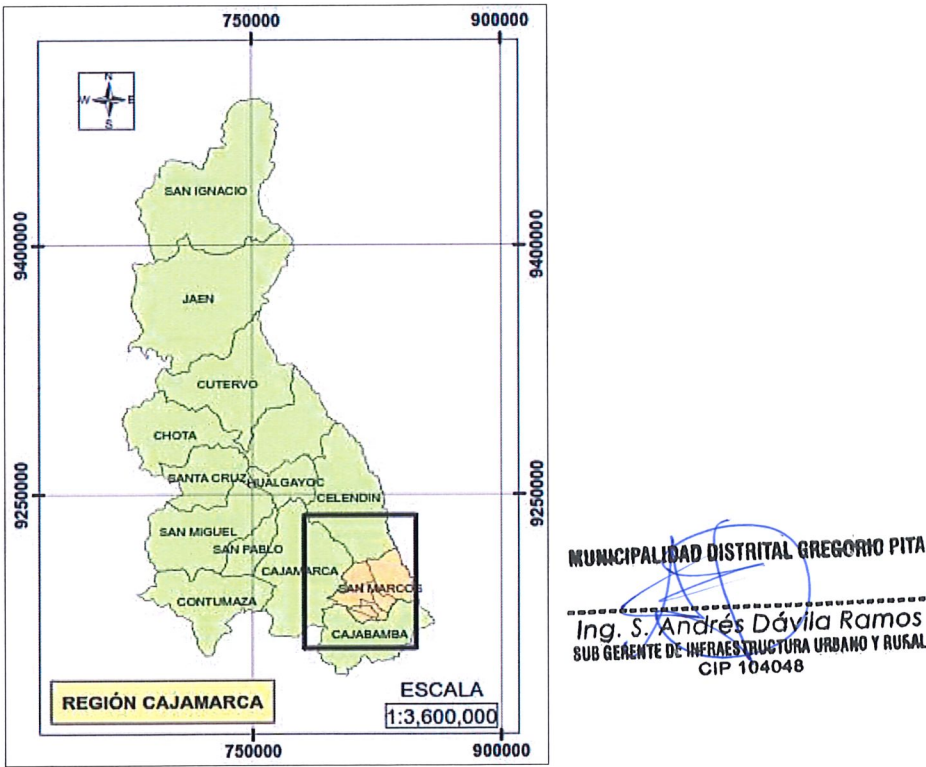 750000
900000
N
W
E
S
SAN IGNACIO
9400000
9400000
JAEN
CUTERVO
CHOTA
SANTA CRUZ
HUALGAYOC
CELENDIN
9250000
9250000
SAN MIGUEL
SAN PABLO
CAJAMARCA
SAN MARCOS
CONTUMAZA
CAJABAMBA
REGIÓN CAJAMARCA
ESCALA
1:3,600,000
750000
900000
MUNICIPALIDAD DISTRITAL GREGORIO PITA
Ing. S. Andrés Dávila Ramos
SUB GERENTE DE INFRAESTRUCTURA URBANO Y RURAL
CIP 104048